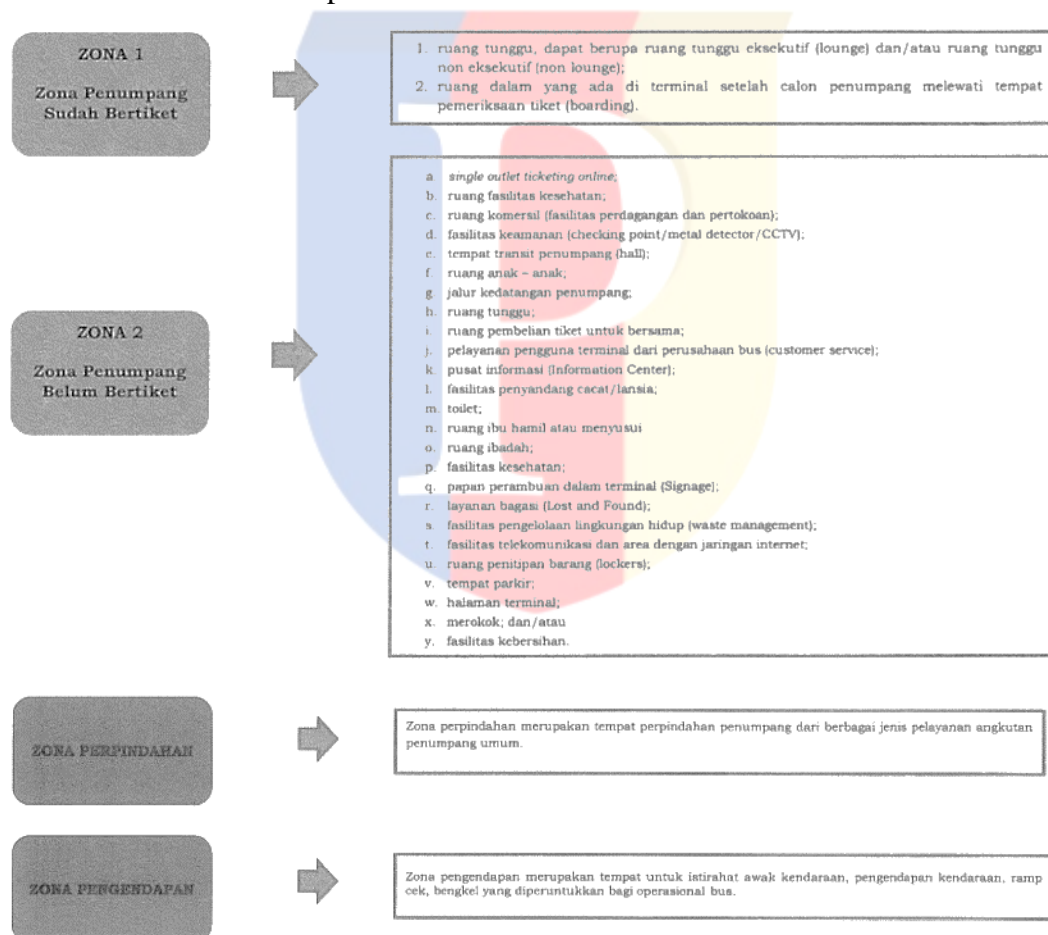 ZONA 1
Zona Penumpang
Sudah Bertiket
1. ruang tunggu, dapat berupa ruang tunggu eksekutif (lounge) dan/atau ruang tunggu
non eksekutif (non lounge);
2. ruang dalam yang ada di terminal setelah calon penumpang melewati tempat
pemeriksaan tiket (boarding).
ZONA 2
Zona Penumpang
Belum Bertiket
a. single outlet ticketing online;
b. ruang fasilitas kesehatan;
c. ruang komersil (fasilitas perdagangan dan pertokoan);
d. fasilitas keamanan (checking point/metal detector/CCTV);
e. tempat transit penumpang (hall);
f. ruang anak – anak;
g. jalur kedatangan penumpang;
h. ruang tunggu;
i. ruang pembelian tiket untuk bersama;
j. pelayanan pengguna terminal dari perusahaan bus (customer service);
k. pusat informasi (Information Center);
l. fasilitas penyandang cacat/lansia;
m. toilet;
n. ruang ibu hamil atau menyusui
o. ruang ibadah;
p. fasilitas kesehatan;
q. papan perambuan dalam terminal (Signage);
r. layanan bagasi (Lost and Found);
s. fasilitas pengelolaan lingkungan hidup (waste management);
t. fasilitas telekomunikasi dan area dengan jaringan internet;
u. ruang penitipan barang (lockers);
v. tempat parkir;
w. halaman terminal;
x. merokok; dan/atau
y. fasilitas kebersihan.
ZONA PERPINDAHAN
Zona perpindahan merupakan tempat perpindahan penumpang dari berbagai jenis pelayanan angkutan
penumpang umum.
ZONA PENGENDAPAN
Zona pengendapan merupakan tempat untuk istirahat awak kendaraan, pengendapan kendaraan, ramp
cek, bengkel yang diperuntukkan bagi operasional bus.